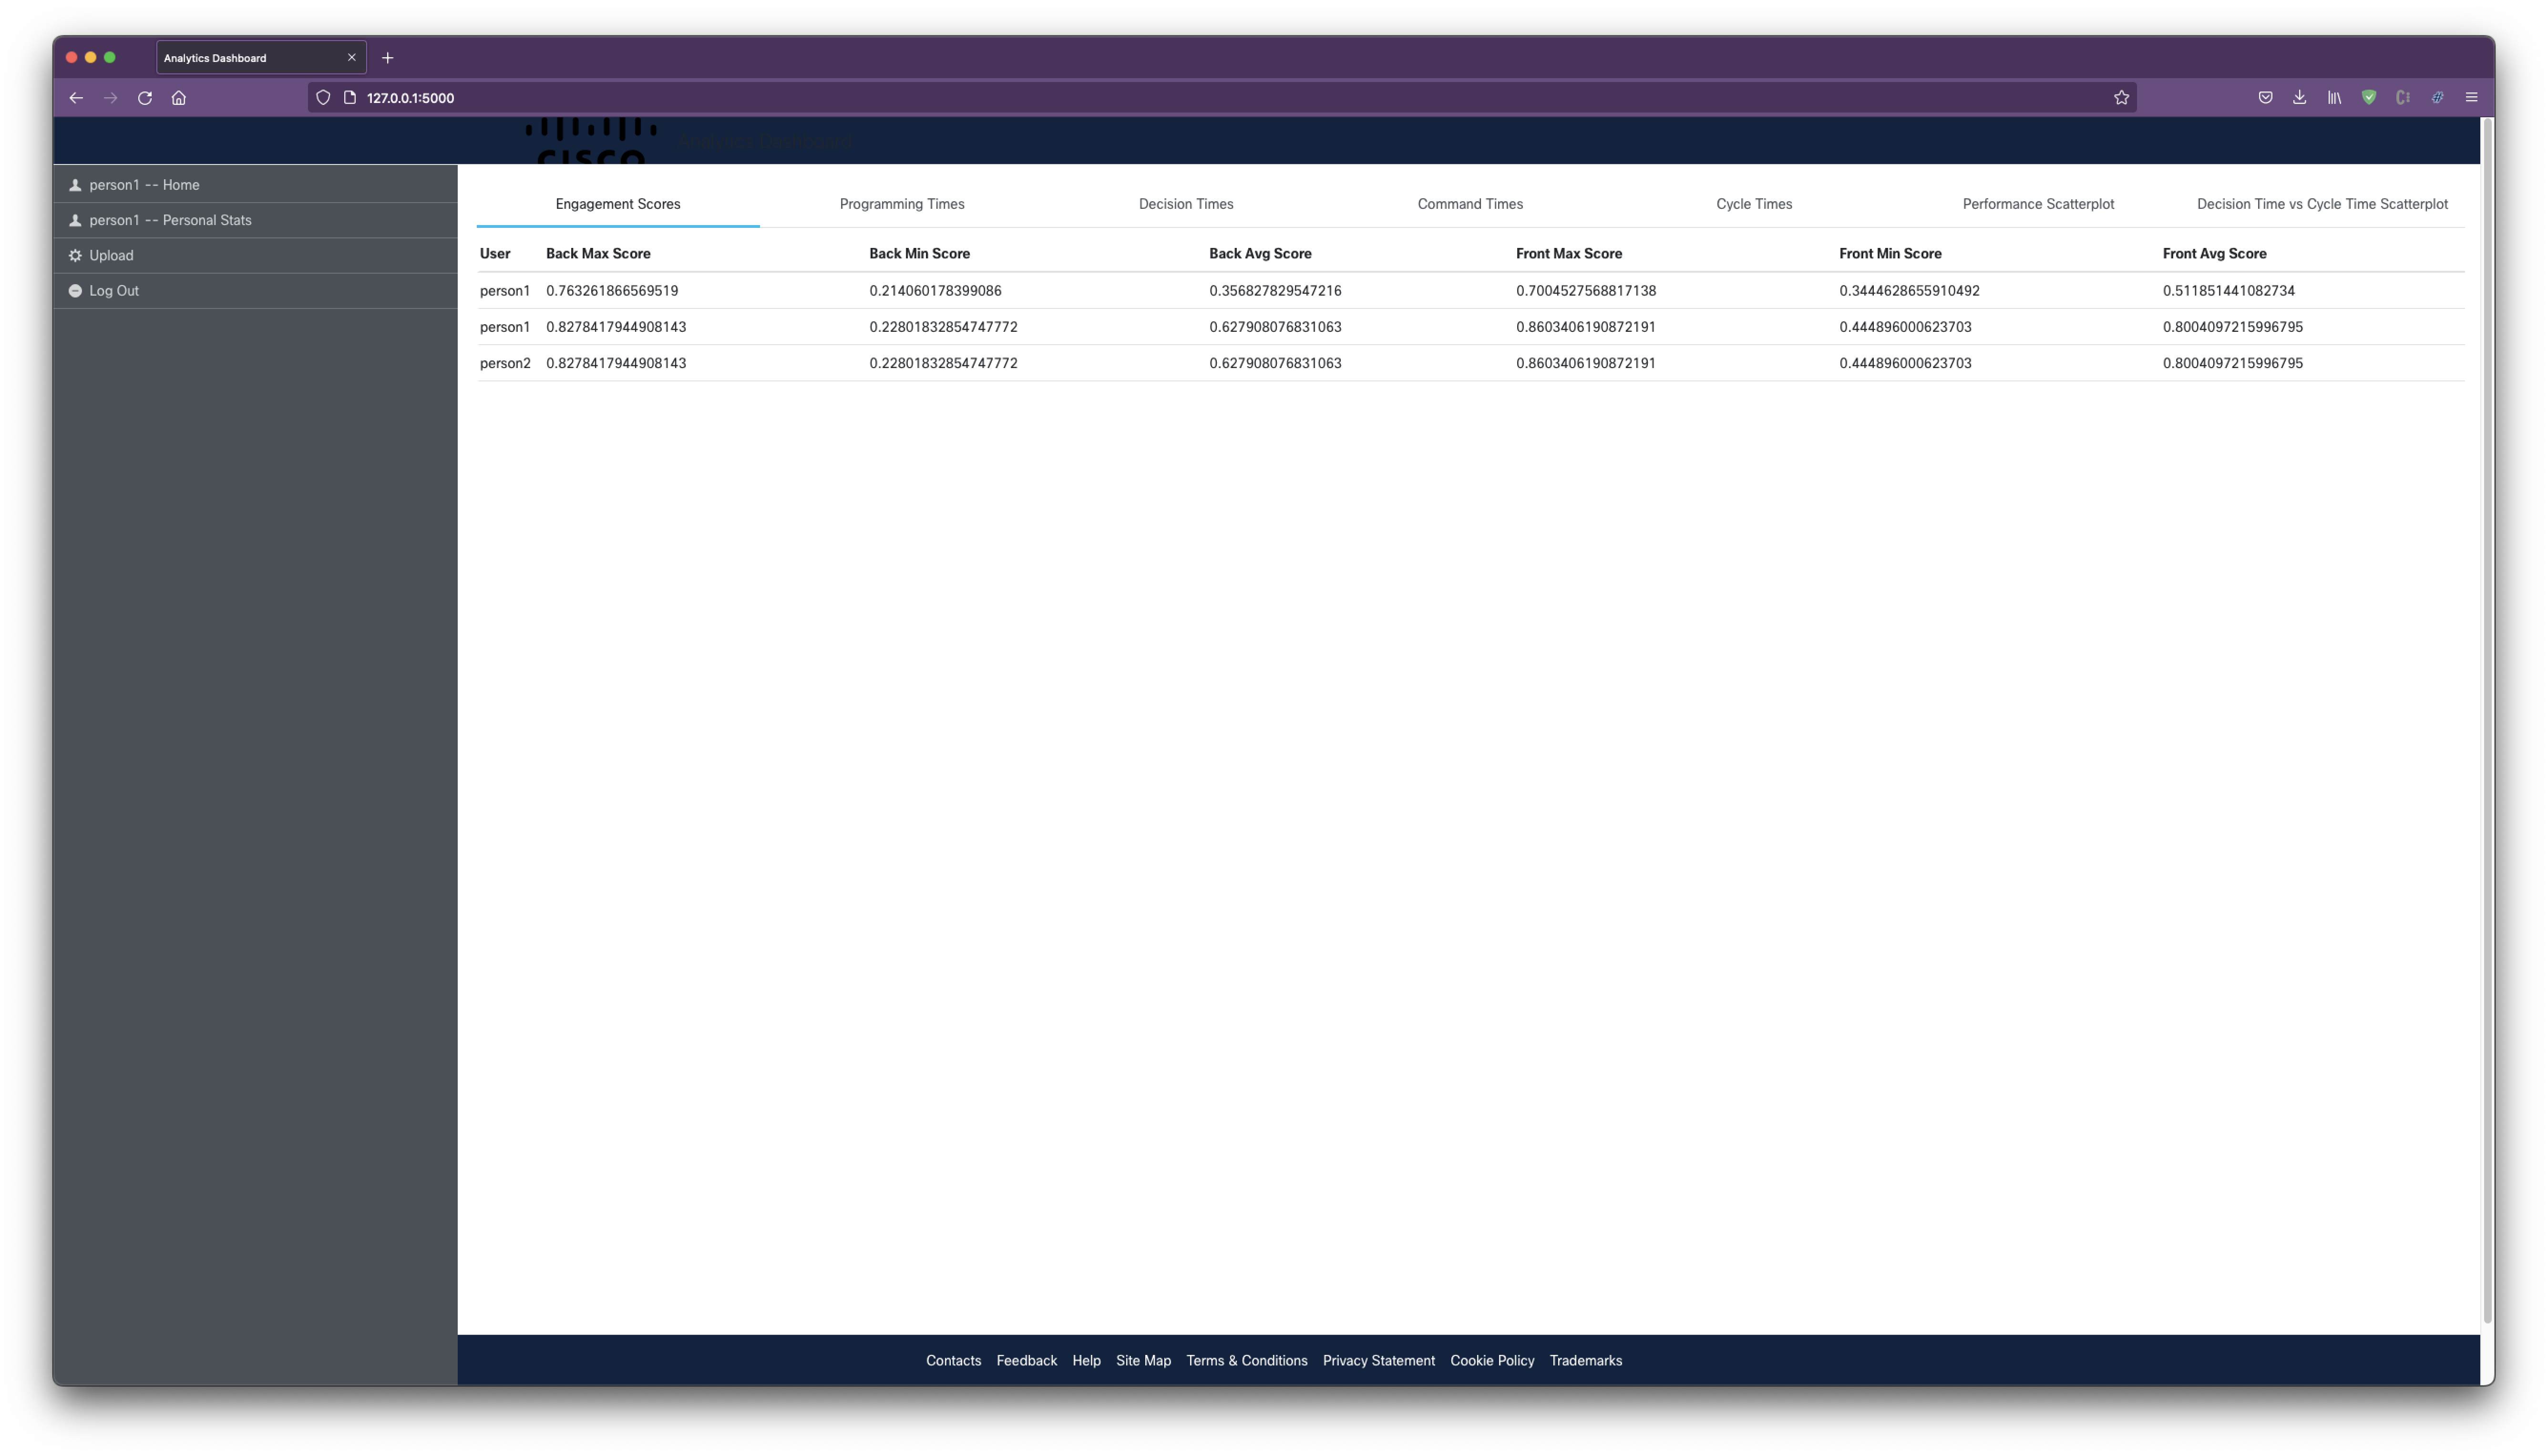 Analytics Dashboard
127.0.0.1:5000
CISCO
person1 -- Home
person1 -- Personal Stats
Upload
Log Out
Engagement Scores Programming Times Decision Times Command Times Cycle Times Performance Scatterplot Decision Time vs Cycle Time Scatterplot
User Back Max Score Back Min Score Back Avg Score Front Max Score Front Min Score Front Avg Score
person1 0.763261866569519 0.214060178399086 0.356827829547216 0.7004527568817138 0.3444628655910492 0.511851441082734
person1 0.8278417944908143 0.22801832854747772 0.627908076831063 0.8603406190872191 0.444896000623703 0.8004097215996795
person2 0.8278417944908143 0.22801832854747772 0.627908076831063 0.8603406190872191 0.444896000623703 0.8004097215996795
Contacts Feedback Help Site Map Terms & Conditions Privacy Statement Cookie Policy Trademarks